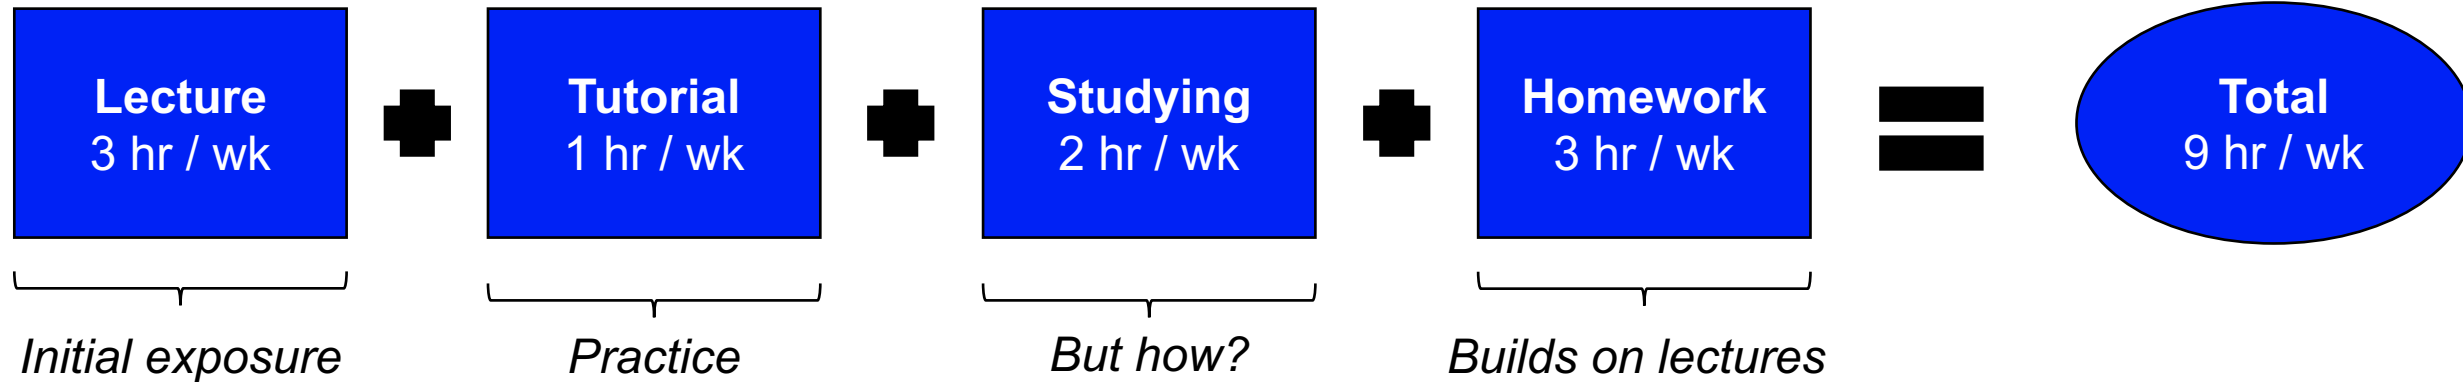 Lecture
3 hr / wk
Tutorial
1 hr / wk
Studying
2 hr / wk
Homework
3 hr / wk
Total
9 hr / wk
Initial exposure
Practice
But how?
Builds on lectures